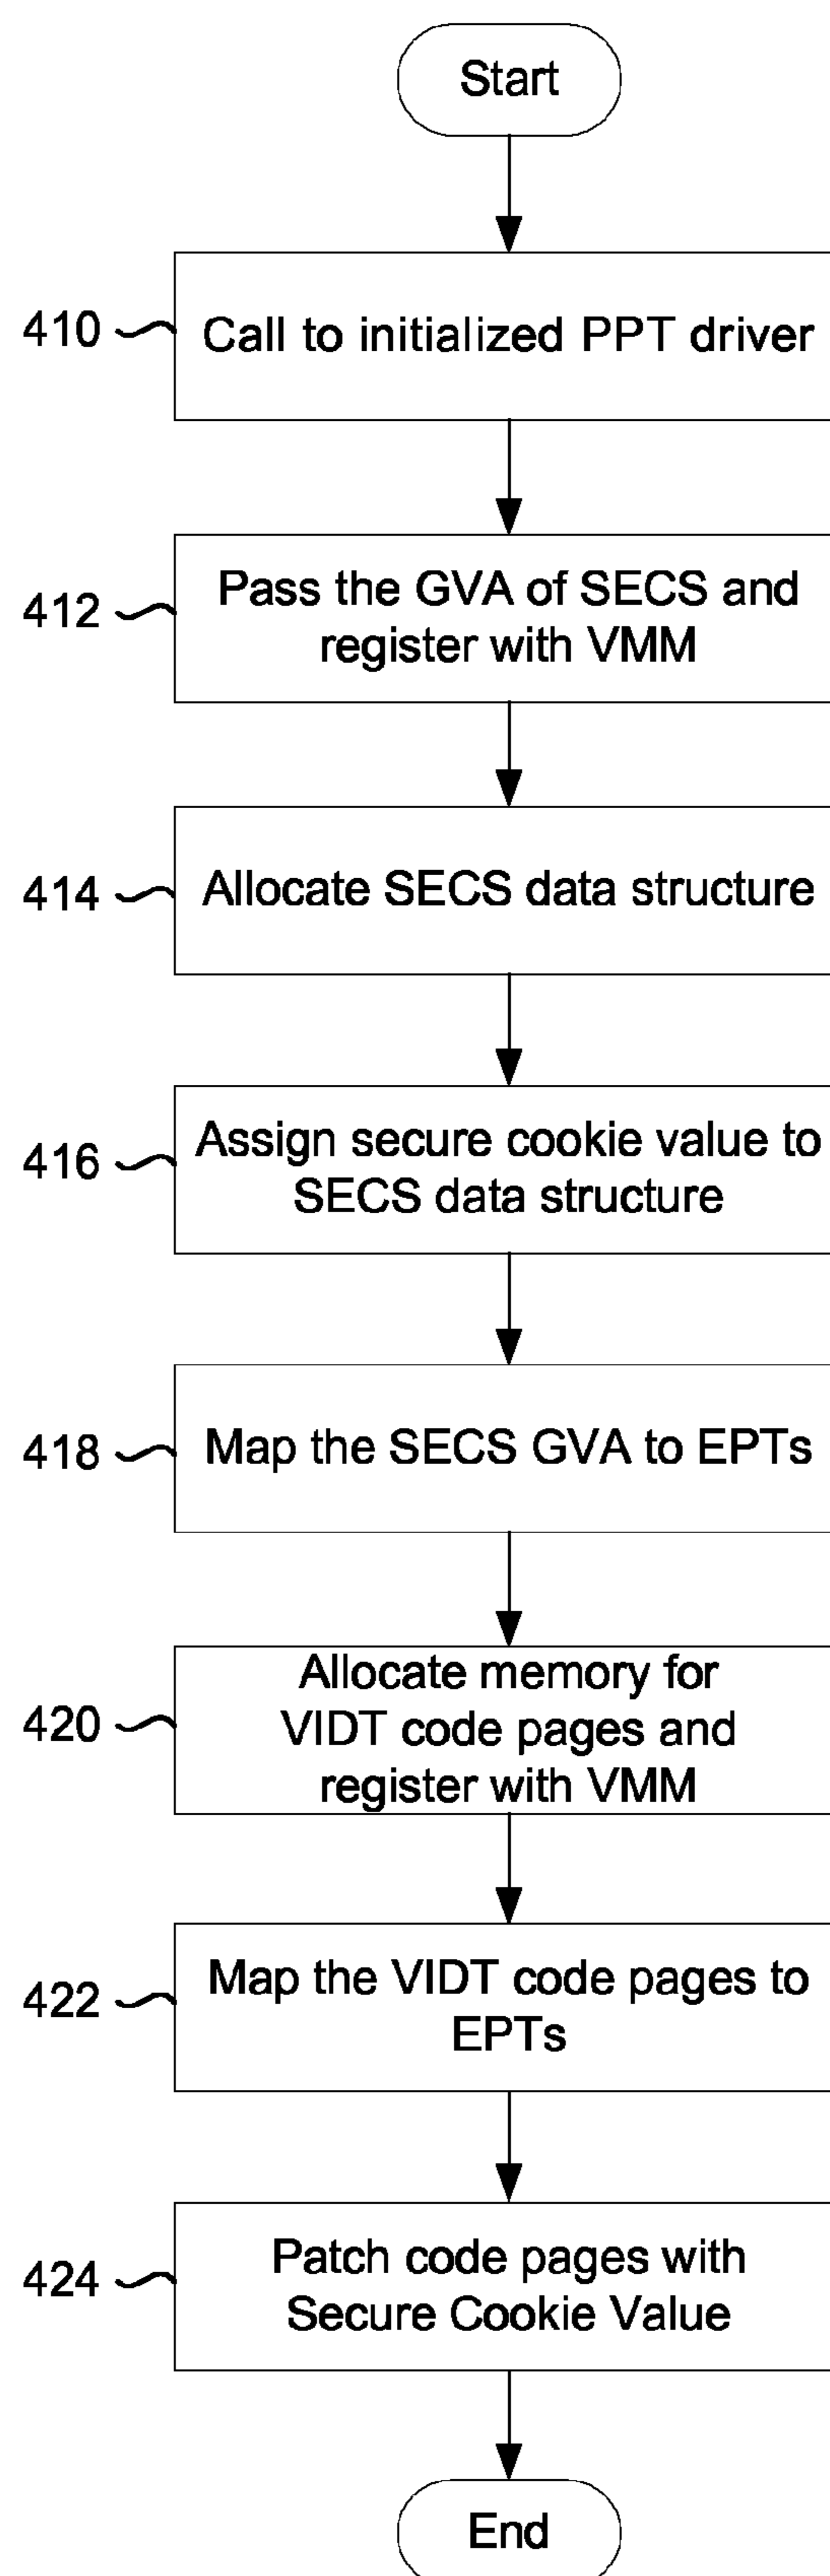 Start
410
Call to initialized PPT driver
412
Pass the GVA of SECS and
register with VMM
414
Allocate SECS data structure
416
Assign secure cookie value to
SECS data structure
418
Map the SECS GVA to EPTs
420
Allocate memory for
VIDT code pages and
register with VMM
422
Map the VIDT code pages to
EPTs
424
Patch code pages with
Secure Cookie Value
End